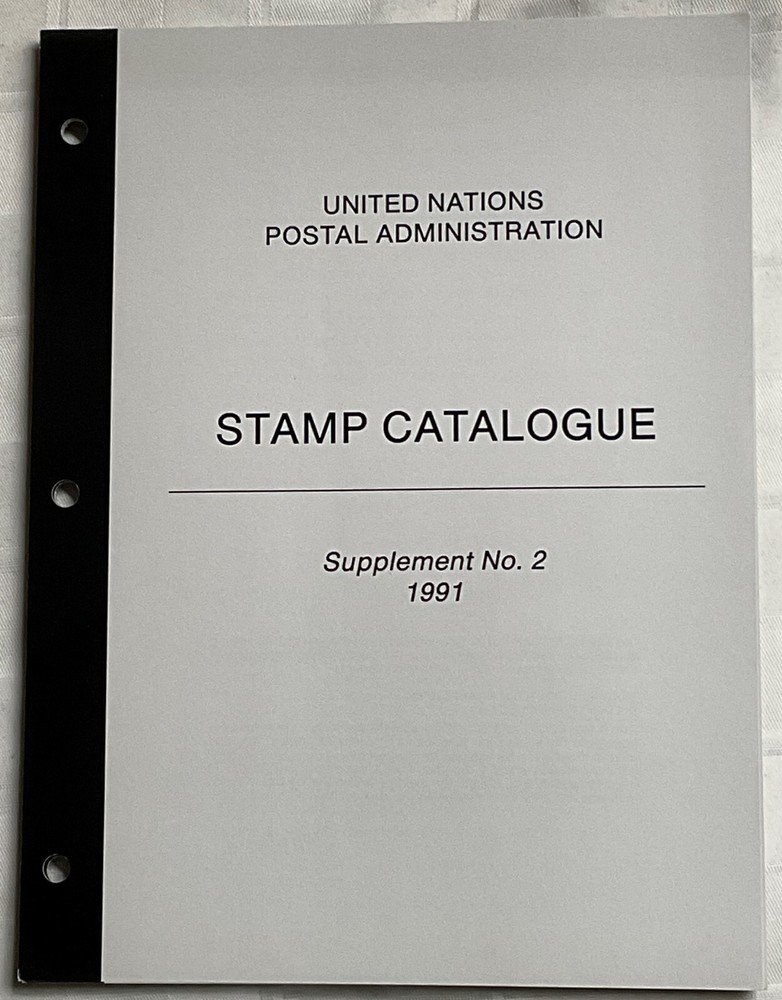 UNITED NATIONS
POSTAL ADMINISTRATION
STAMP CATALOGUE
Supplement No. 2
1991